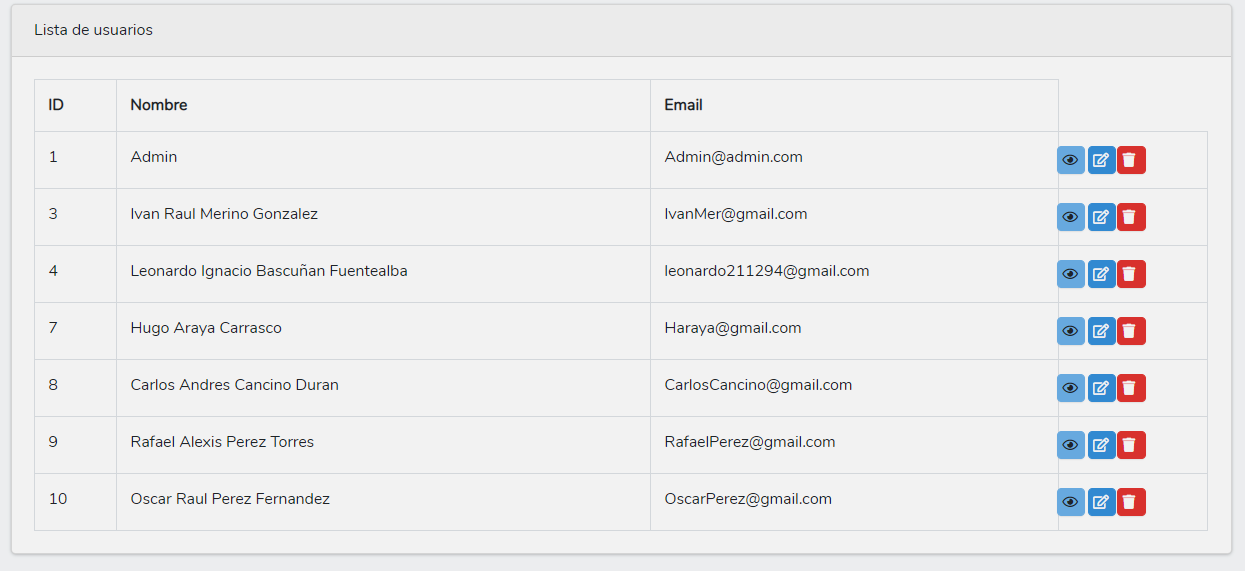 Lista de usuarios
ID Nombre Email
1 Admin Admin@admin.com
3 Ivan Raul Merino Gonzalez IvanMer@gmail.com
4 Leonardo Ignacio Bascuñan Fuentealba leonardo211294@gmail.com
7 Hugo Araya Carrasco Haraya@gmail.com
8 Carlos Andres Cancino Duran CarlosCancino@gmail.com
9 Rafael Alexis Perez Torres RafaelPerez@gmail.com
10 Oscar Raul Perez Fernandez OscarPerez@gmail.com